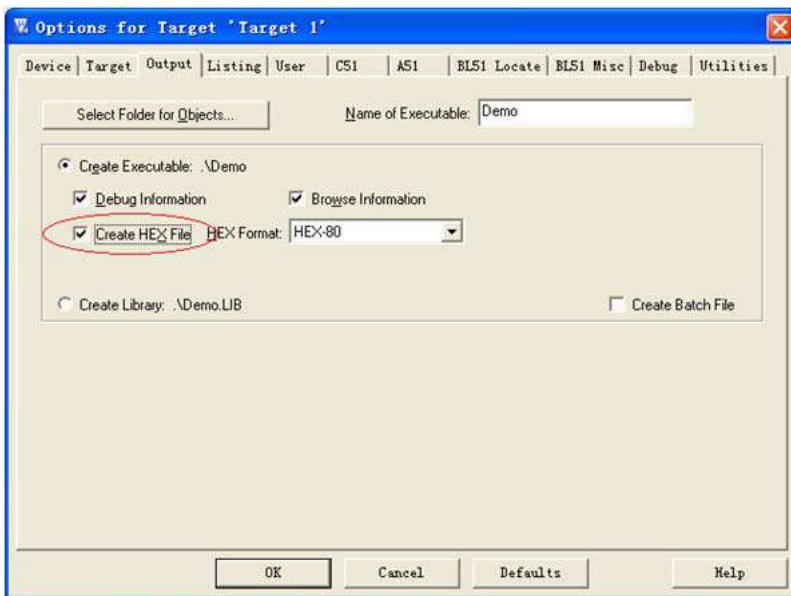 Options for Target 'Target 1'
Device Target Output Listing User C51 A51 BL51 Locate BL51 Misc Debug Utilities
Select Folder for Objects... Name of Executable: Demo
Create Executable: .\Demo
Debug Information Browse Information
Create HEX File HEX Format: HEX-80
Create Library: .\Demo.LIB Create Batch File
OK Cancel Defaults Help